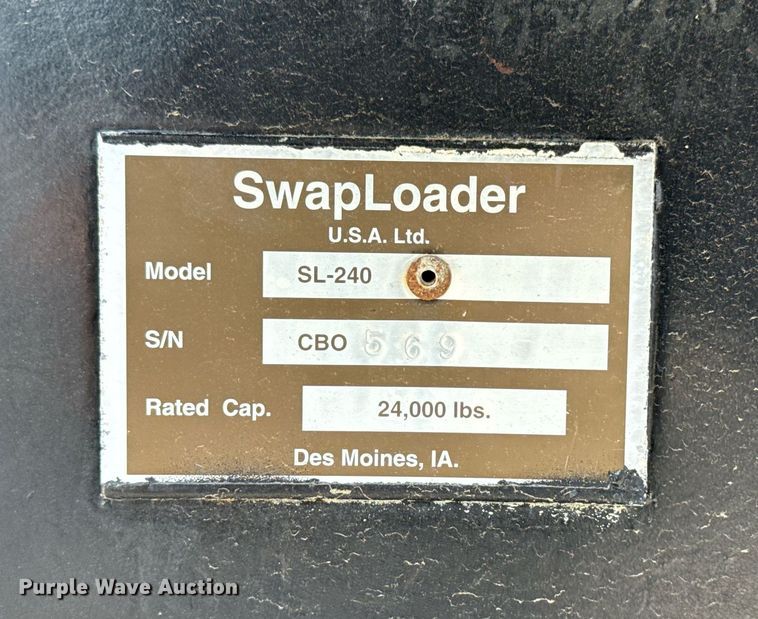 SwapLoader
U.S.A. Ltd.
Model SL-240
S/N CBO 569
Rated Cap. 24,000 lbs.
Des Moines, IA.
Purple Wave Auction